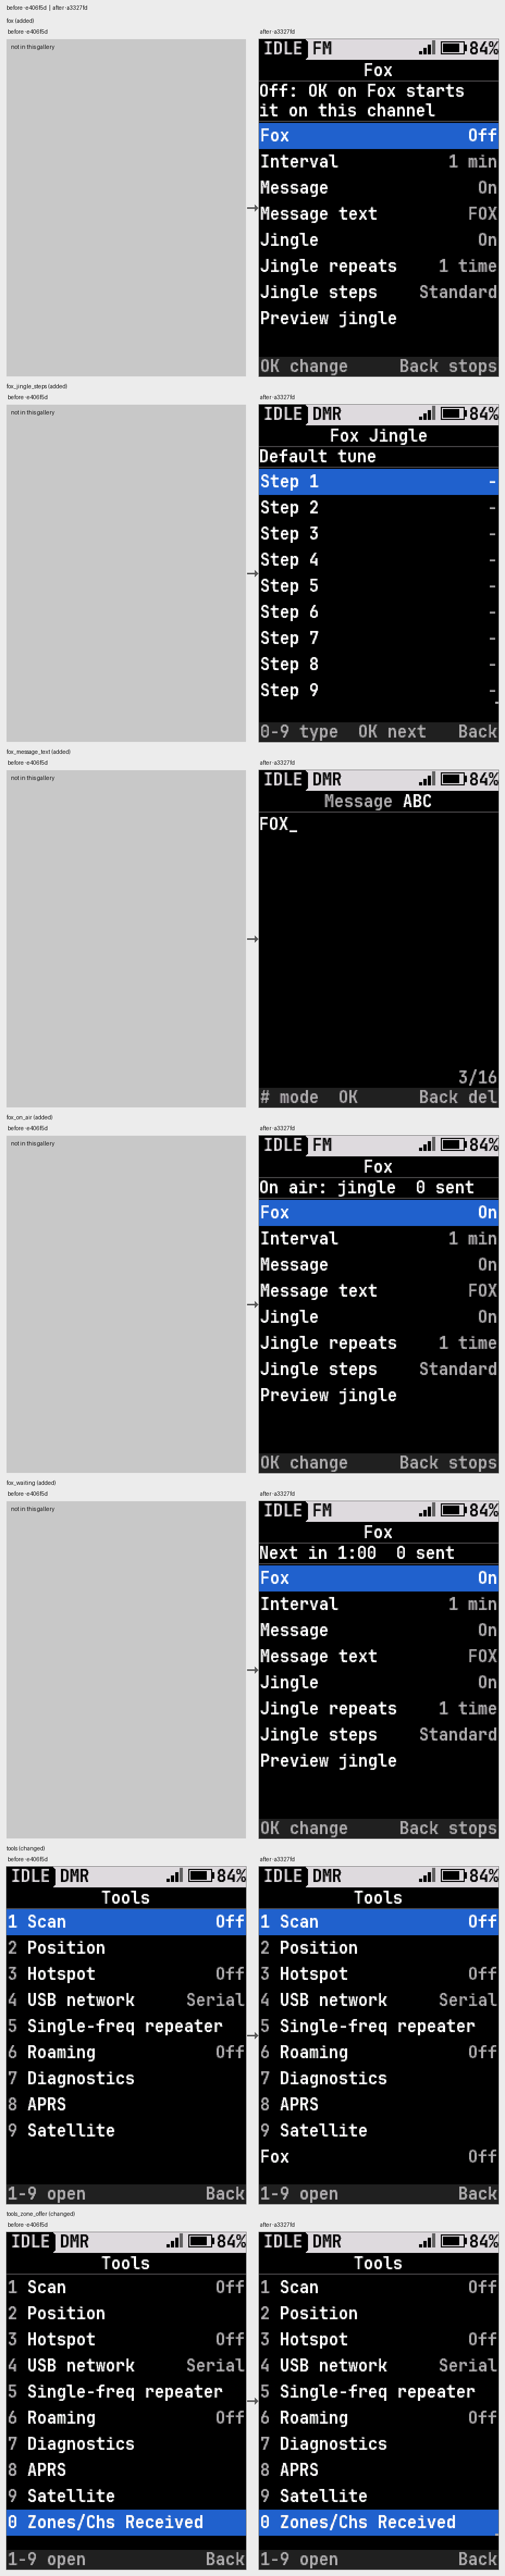 before e406f5d | after a3327fd
fox (added)
before e406f5d
after a3327fd
not in this gallery
IDLE FM 84%
Fox
Off: OK on Fox starts
it on this channel
Fox Off
Interval 1 min
Message On
Message text FOX
Jingle On
Jingle repeats 1 time
Jingle steps Standard
Preview jingle
OK change Back stops
fox_jingle_steps (added)
before e406f5d
after a3327fd
not in this gallery
IDLE DMR 84%
Fox Jingle
Default tune
Step 1 -
Step 2 -
Step 3 -
Step 4 -
Step 5 -
Step 6 -
Step 7 -
Step 8 -
Step 9 -
0-9 type OK next Back
fox_message_text (added)
before e406f5d
after a3327fd
not in this gallery
IDLE DMR 84%
Message ABC
FOX_
3/16
# mode OK Back del
fox_on_air (added)
before e406f5d
after a3327fd
not in this gallery
IDLE FM 84%
Fox
On air: jingle 0 sent
Fox On
Interval 1 min
Message On
Message text FOX
Jingle On
Jingle repeats 1 time
Jingle steps Standard
Preview jingle
OK change Back stops
fox_waiting (added)
before e406f5d
after a3327fd
not in this gallery
IDLE FM 84%
Fox
Next in 1:00 0 sent
Fox On
Interval 1 min
Message On
Message text FOX
Jingle On
Jingle repeats 1 time
Jingle steps Standard
Preview jingle
OK change Back stops
tools (changed)
before e406f5d
IDLE DMR 84%
Tools
1 Scan Off
2 Position
3 Hotspot Off
4 USB network Serial
5 Single-freq repeater
6 Roaming Off
7 Diagnostics
8 APRS
9 Satellite
1-9 open Back
after a3327fd
IDLE DMR 84%
Tools
1 Scan Off
2 Position
3 Hotspot Off
4 USB network Serial
5 Single-freq repeater
6 Roaming Off
7 Diagnostics
8 APRS
9 Satellite
Fox Off
1-9 open Back
tools_zone_offer (changed)
before e406f5d
IDLE DMR 84%
Tools
1 Scan Off
2 Position
3 Hotspot Off
4 USB network Serial
5 Single-freq repeater
6 Roaming Off
7 Diagnostics
8 APRS
9 Satellite
0 Zones/Chs Received
1-9 open Back
after a3327fd
IDLE DMR 84%
Tools
1 Scan Off
2 Position
3 Hotspot Off
4 USB network Serial
5 Single-freq repeater
6 Roaming Off
7 Diagnostics
8 APRS
9 Satellite
0 Zones/Chs Received
1-9 open Back